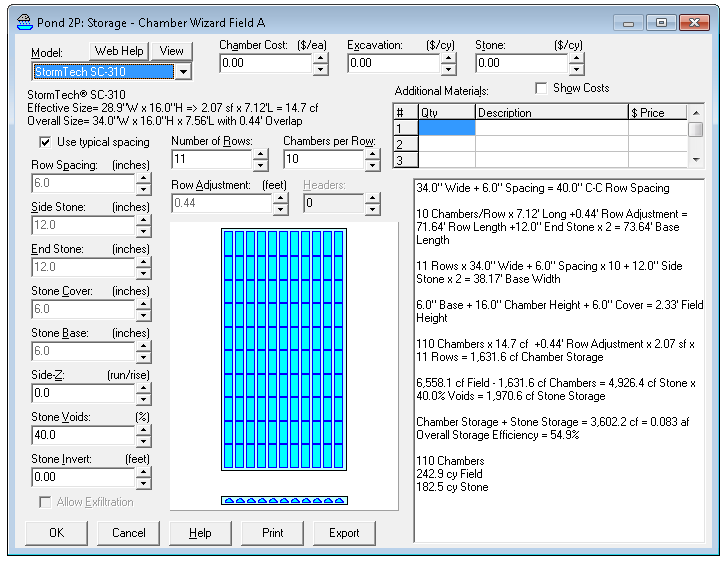 Pond 2P: Storage - Chamber Wizard Field A
Model:
Web Help
View
StormTech SC-310
Chamber Cost: ($/ea)
0.00
Excavation: ($/cy)
0.00
Stone: ($/cy)
0.00
StormTech® SC-310
Effective Size= 28.9"W x 16.0"H => 2.07 sf x 7.12'L = 14.7 cf
Overall Size= 34.0"W x 16.0"H x 7.56'L with 0.44' Overlap
Additional Materials:
Show Costs
# Qty Description $ Price
1
2
3
Use typical spacing
Number of Rows:
11
Chambers per Row:
10
Row Adjustment: (feet)
0.44
Headers:
0
Row Spacing: (inches)
6.0
Side Stone: (inches)
12.0
End Stone: (inches)
12.0
Stone Cover: (inches)
6.0
Stone Base: (inches)
6.0
Side-Z: (run/rise)
0.0
Stone Voids: (%)
40.0
Stone Invert: (feet)
0.00
Allow Exfiltration
34.0" Wide + 6.0" Spacing = 40.0" C-C Row Spacing
10 Chambers/Row x 7.12' Long +0.44' Row Adjustment =
71.64' Row Length +12.0" End Stone x 2 = 73.64' Base
Length
11 Rows x 34.0" Wide + 6.0" Spacing x 10 + 12.0" Side
Stone x 2 = 38.17' Base Width
6.0" Base + 16.0" Chamber Height + 6.0" Cover = 2.33' Field
Height
110 Chambers x 14.7 cf +0.44' Row Adjustment x 2.07 sf x
11 Rows = 1,631.6 cf Chamber Storage
6,558.1 cf Field - 1,631.6 cf Chambers = 4,926.4 cf Stone x
40.0% Voids = 1,970.6 cf Stone Storage
Chamber Storage + Stone Storage = 3,602.2 cf = 0.083 af
Overall Storage Efficiency = 54.9%
110 Chambers
242.9 cy Field
182.5 cy Stone
OK
Cancel
Help
Print
Export